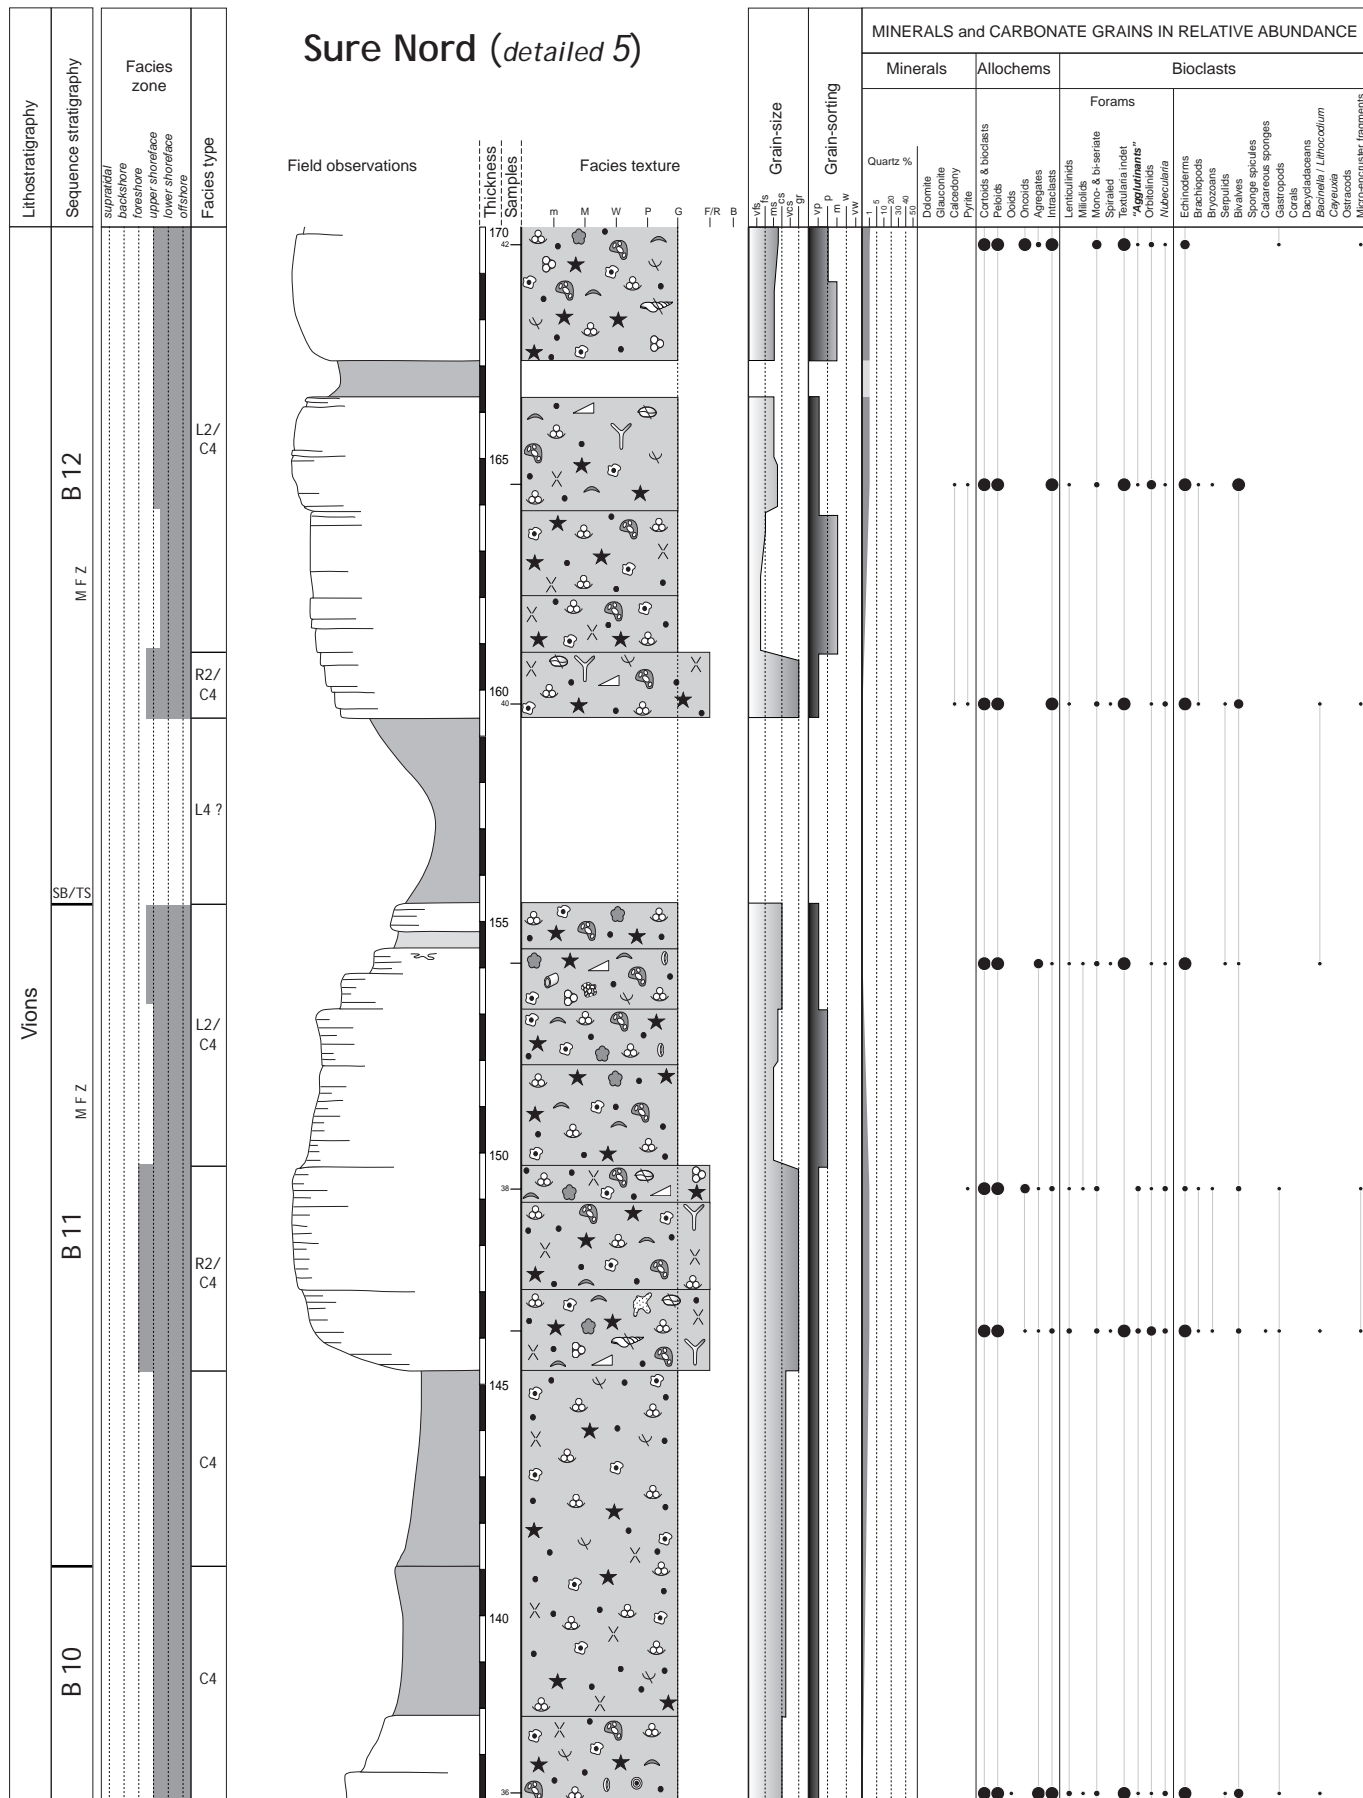 Sure Nord (detailed 5)
MINERALS and CARBONATE GRAINS IN RELATIVE ABUNDANCE
Minerals
Allochems
Bioclasts
Forams
Lithostratigraphy
Sequence stratigraphy
Facies
zone
supratidal
backshore
foreshore
upper shoreface
lower shoreface
offshore
Facies type
Field observations
Thickness
Samples
Facies texture
m
M
W
P
G
F/R
B
Grain-size
vfs
fs
ms
cs
vcs
gr
Grain-sorting
vp
p
m
w
vw
Quartz %
1
5
10
20
30
40
50
Dolomite
Glauconite
Calcedony
Pyrite
Cortoids & bioclasts
Peloids
Ooids
Oncoids
Agregates
Intraclasts
Lenticulinids
Miliolids
Mono- & bi-seriate
Spiraled
Textularia indet
"Agglutinants"
Orbitolinids
Nubecularia
Echinoderms
Brachiopods
Bryozoans
Serpulids
Bivalves
Sponge spicules
Calcareous sponges
Gastropods
Corals
Dacydadaceans
Bacinella / Lithocodium
Cayeuxia
Ostracods
Micro-encruster fragments
170
42
L2/
C4
165
B 12
M F Z
R2/
C4
160
40
L4 ?
SB/TS
155
Vions
L2/
C4
M F Z
150
38
B 11
R2/
C4
145
C4
140
B 10
C4
36